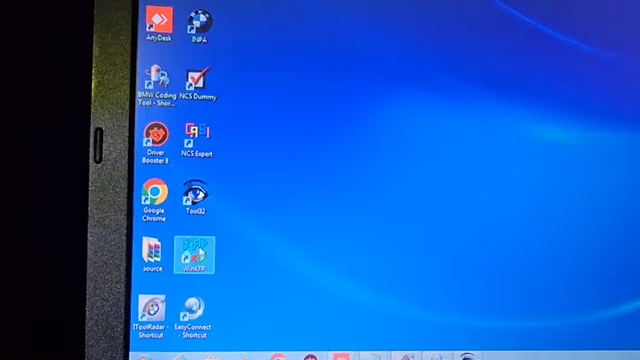 AnyDesk
INPA
BMW Coding
Tool - Shor...
NCS Dummy
Driver
Booster 8
NCS Expert
Google
Chrome
Tool32
source
WinKFP
IToolRadar -
Shortcut
EasyConnect
- Shortcut